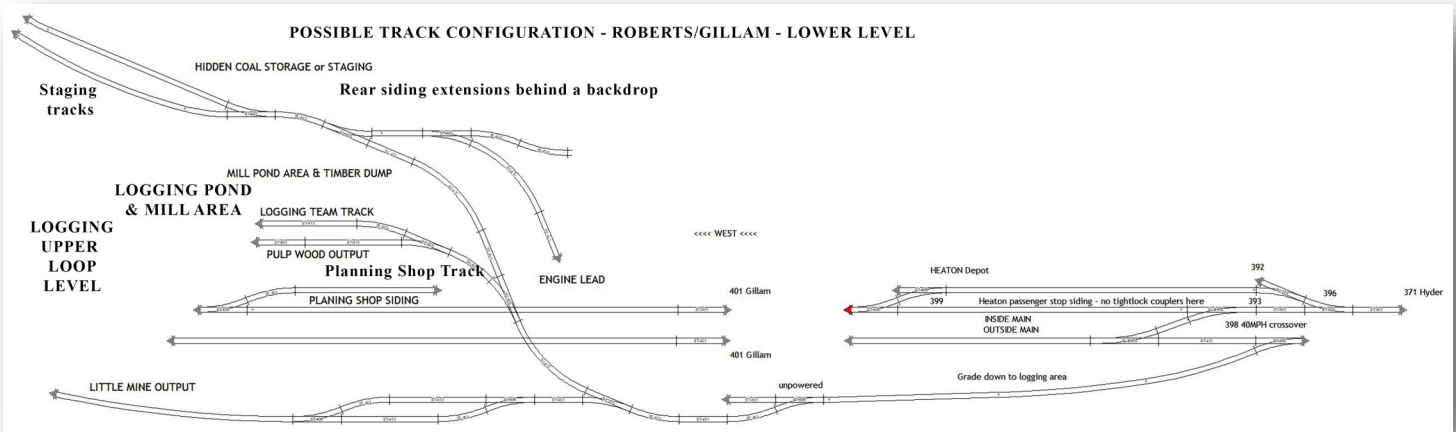 POSSIBLE TRACK CONFIGURATION - ROBERTS/GILLAM - LOWER LEVEL
HIDDEN COAL STORAGE or STAGING
Staging
tracks
Rear siding extensions behind a backdrop
MILL POND AREA & TIMBER DUMP
LOGGING POND
& MILL AREA
LOGGING TEAM TRACK
LOGGING
UPPER
LOOP
LEVEL
<<<< WEST <<<<
PULP WOOD OUTPUT
Planning Shop Track
ENGINE LEAD
HEATON Depot
392
PLANING SHOP SIDING
401 Gillam
399
Heaton passenger stop siding - no tightlock couplers here
393
396
371 Hyder
INSIDE MAIN
OUTSIDE MAIN
398 40MPH crossover
401 Gillam
LITTLE MINE OUTPUT
unpowered
Grade down to logging area